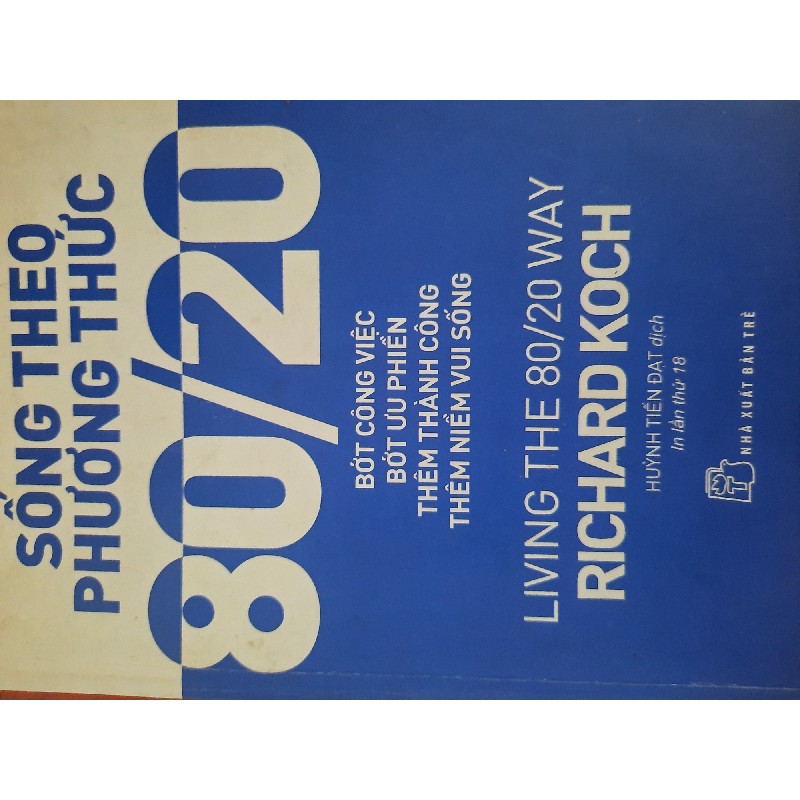 SỐNG THEO
PHƯƠNG THỨC
80/20
BỚT CÔNG VIỆC
BỚT ƯU PHIỀN
THÊM THÀNH CÔNG
THÊM NIỀM VUI SỐNG
LIVING THE 80/20 WAY
RICHARD KOCH
HUỲNH TIẾN ĐẠT dịch
In lần thứ 18
NHÀ XUẤT BẢN TRẺ